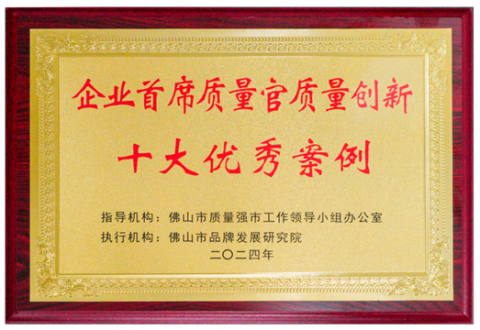 企业首席质量官质量创新
十大优秀案例
指导机构：佛山市质量强市工作领导小组办公室
执行机构：佛山市品牌发展研究院
二〇二四年